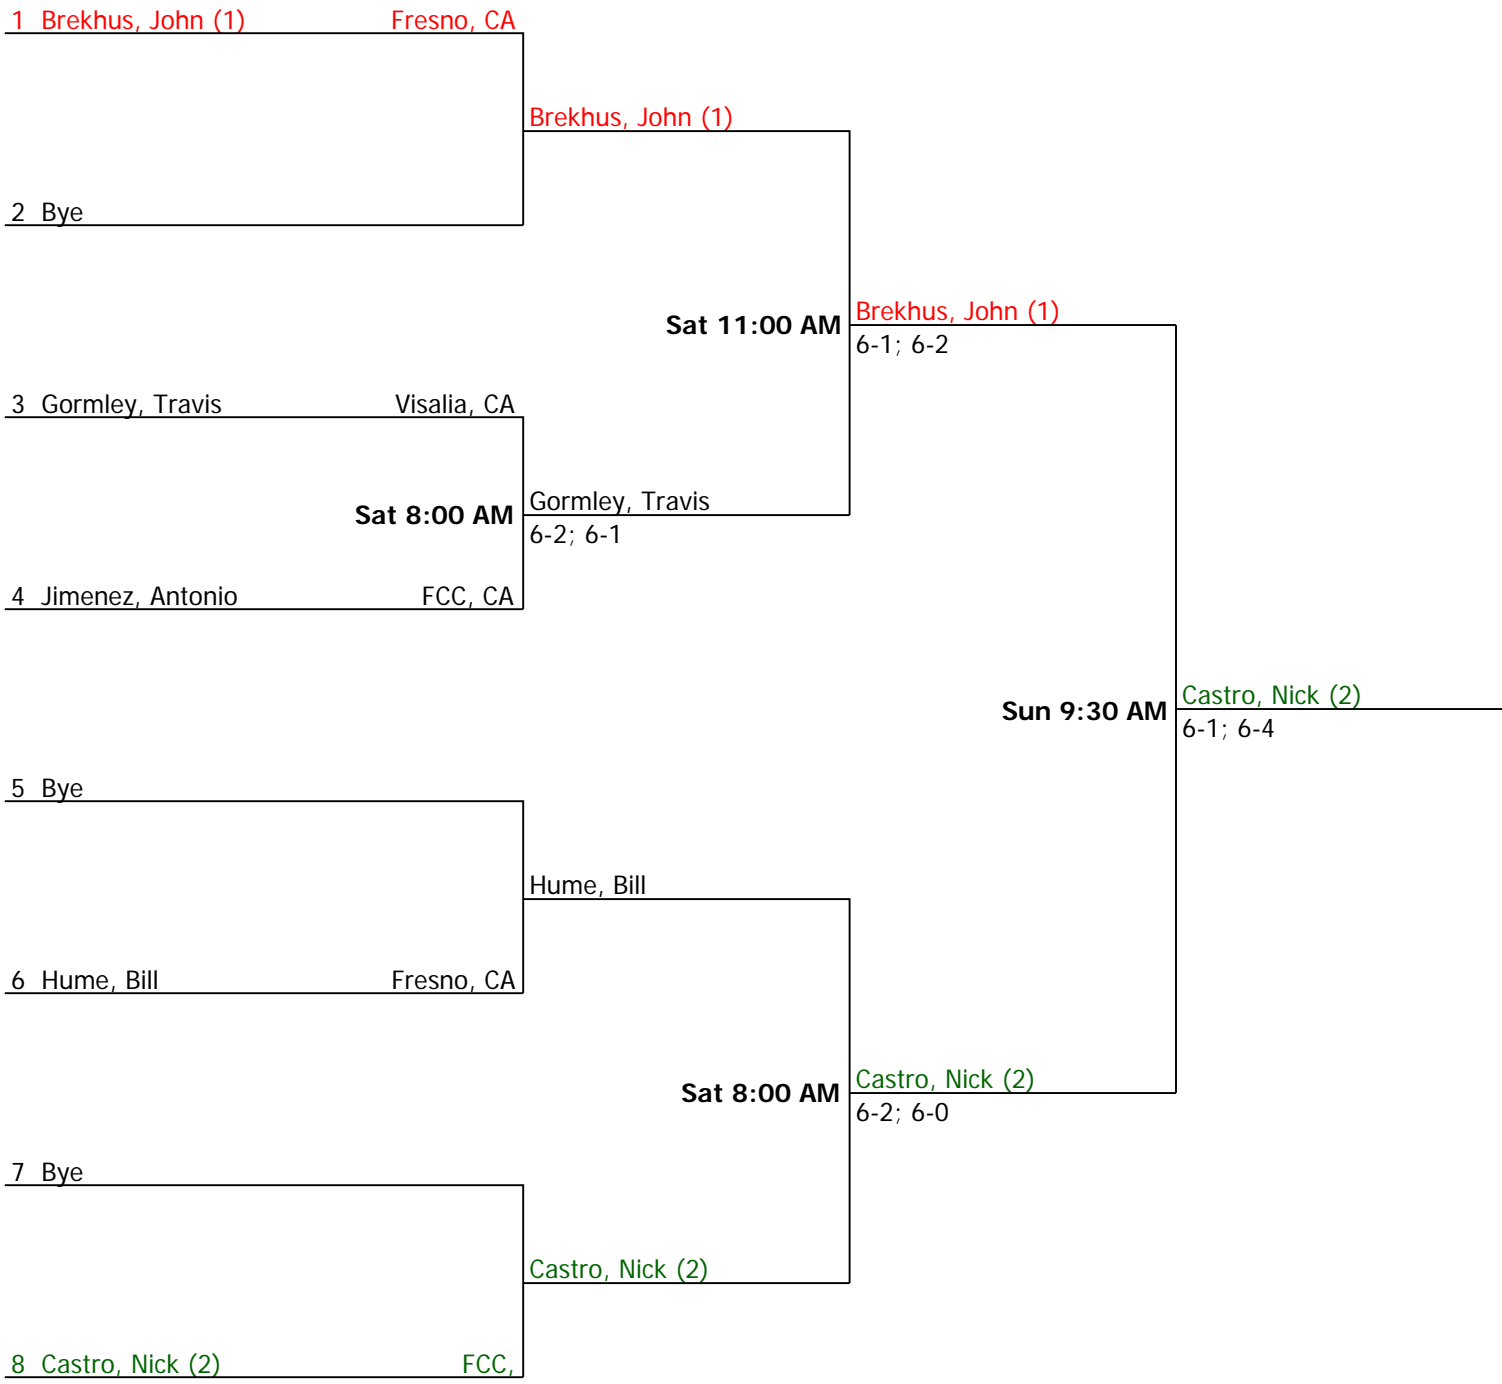 1 Brekhus, John (1) Fresno, CA
Brekhus, John (1)
2 Bye
Sat 11:00 AM
Brekhus, John (1)
6-1; 6-2
3 Gormley, Travis Visalia, CA
Sat 8:00 AM
Gormley, Travis
6-2; 6-1
4 Jimenez, Antonio FCC, CA
Sun 9:30 AM
Castro, Nick (2)
6-1; 6-4
5 Bye
Hume, Bill
6 Hume, Bill Fresno, CA
Sat 8:00 AM
Castro, Nick (2)
6-2; 6-0
7 Bye
Castro, Nick (2)
8 Castro, Nick (2) FCC,